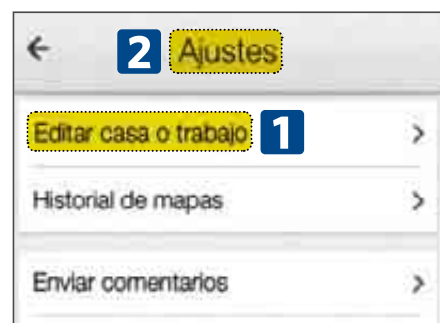 ← 2 Ajustes
Editar casa o trabajo 1 >
Historial de mapas >
Enviar comentarios >